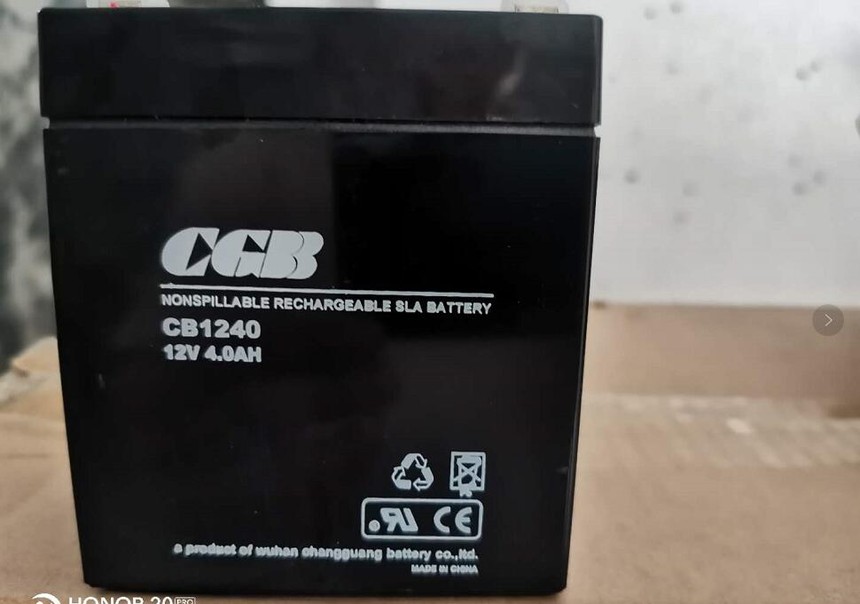 CGB
NONSPILLABLE RECHARGEABLE SLA BATTERY
CB1240
12V 4.0AH
CE
a product of wuhan changguang battery co.,ltd.
MADE IN CHINA
HONOR 20 PRO